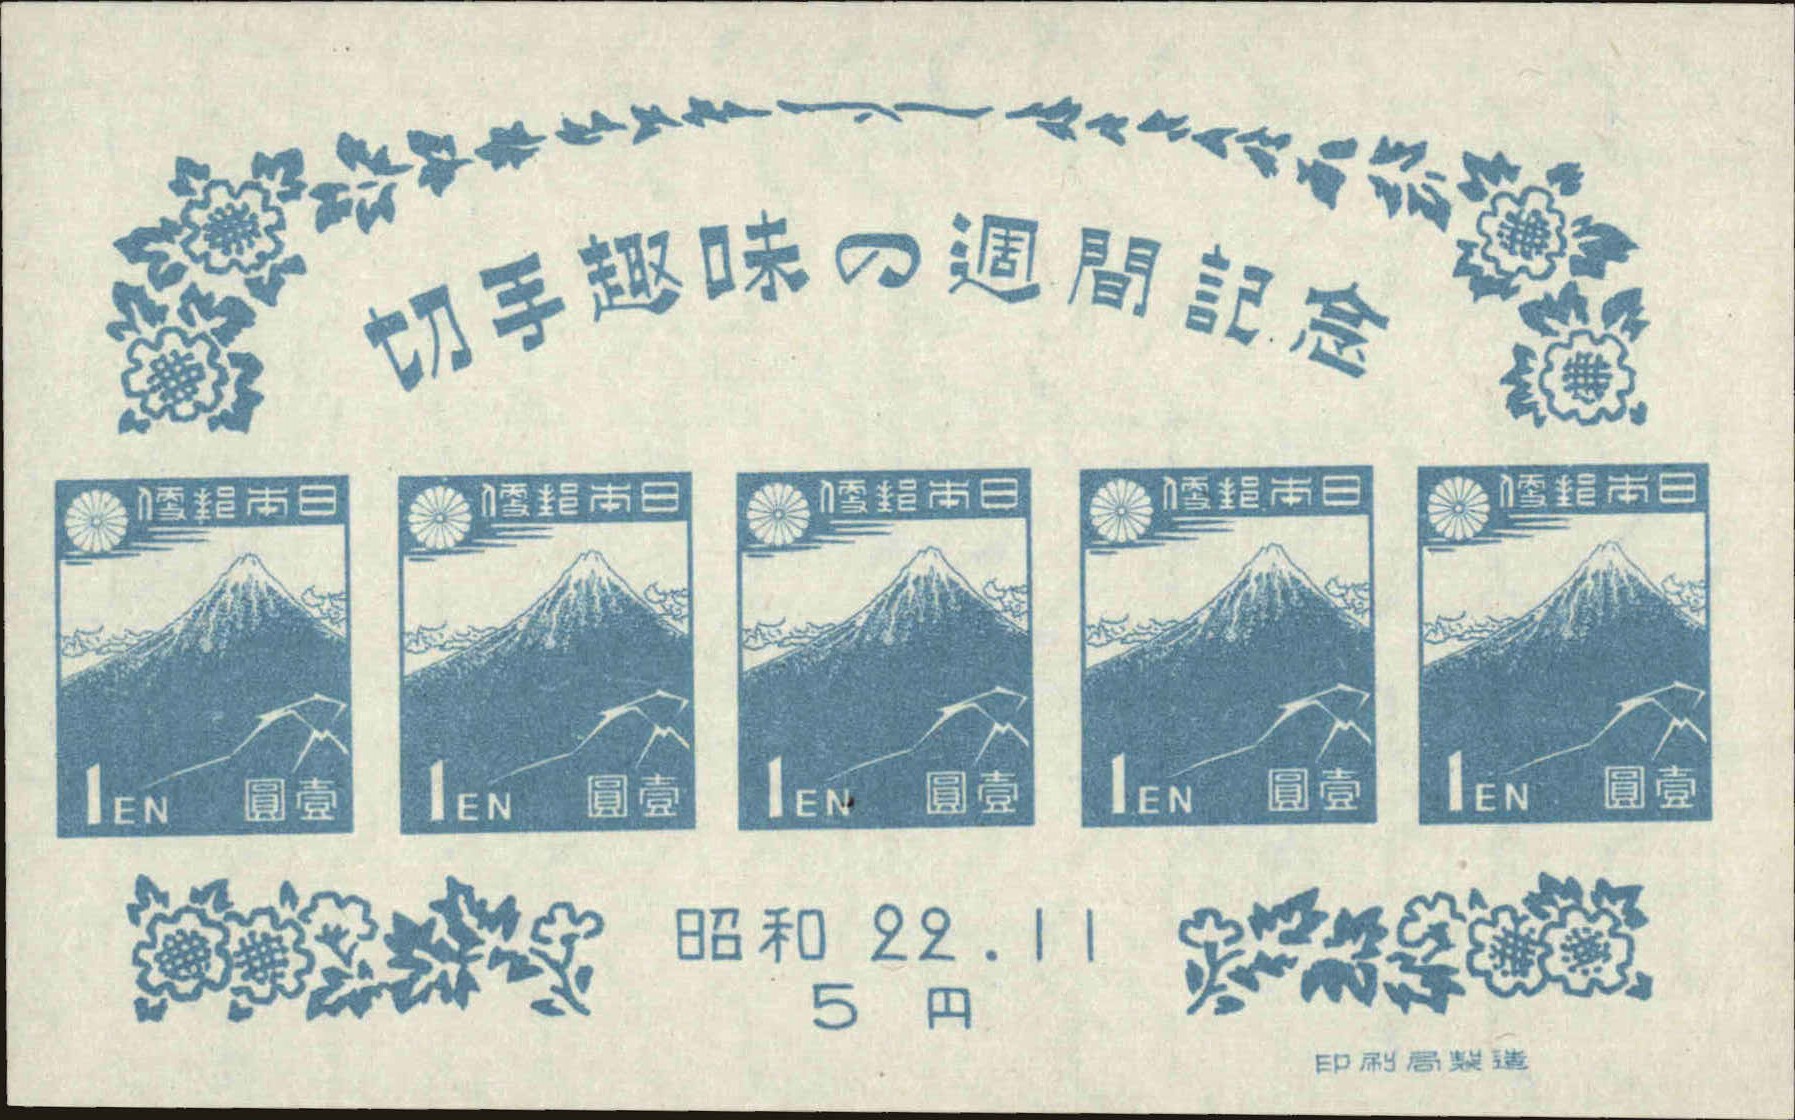 切手趣味の週間記念
日本郵便
1EN 壹圓
日本郵便
1EN 壹圓
日本郵便
1EN 壹圓
日本郵便
1EN 壹圓
日本郵便
1EN 壹圓
昭和 22.11
5 円
印刷局製造